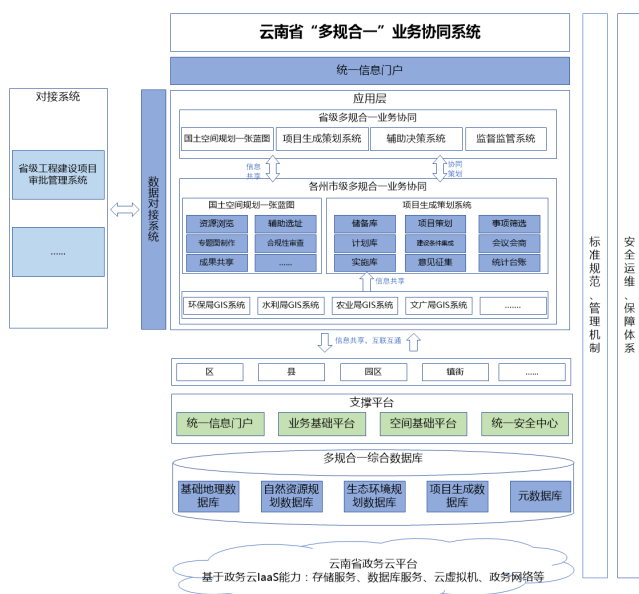 云南省“多规合一”业务协同系统
统一信息门户
对接系统
省级工程建设项目
审批管理系统
……
数据对接系统
应用层
省级多规合一业务协同
国土空间规划一张蓝图
项目生成策划系统
辅助决策系统
监督监管系统
信息
共享
协同
策划
各州市级多规合一业务协同
国土空间规划一张蓝图
资源浏览
辅助选址
专题图制作
合规性审查
成果共享
……
项目生成策划系统
储备库
项目策划
事项筛选
计划库
建设条件集成
会议会商
实施库
意见征集
统计台账
信息共享
环保局GIS系统
水利局GIS系统
农业局GIS系统
文广局GIS系统
…….
信息共享、互联互通
区
县
园区
镇街
……
支撑平台
统一信息门户
业务基础平台
空间基础平台
统一安全中心
多规合一综合数据库
基础地理数
据库
自然资源规
划数据库
生态环境规
划数据库
项目生成数
据库
元数据库
云南省政务云平台
基于政务云IaaS能力：存储服务、数据库服务、云虚拟机、政务网络等
标准规范、管理机制
安全运维、保障体系